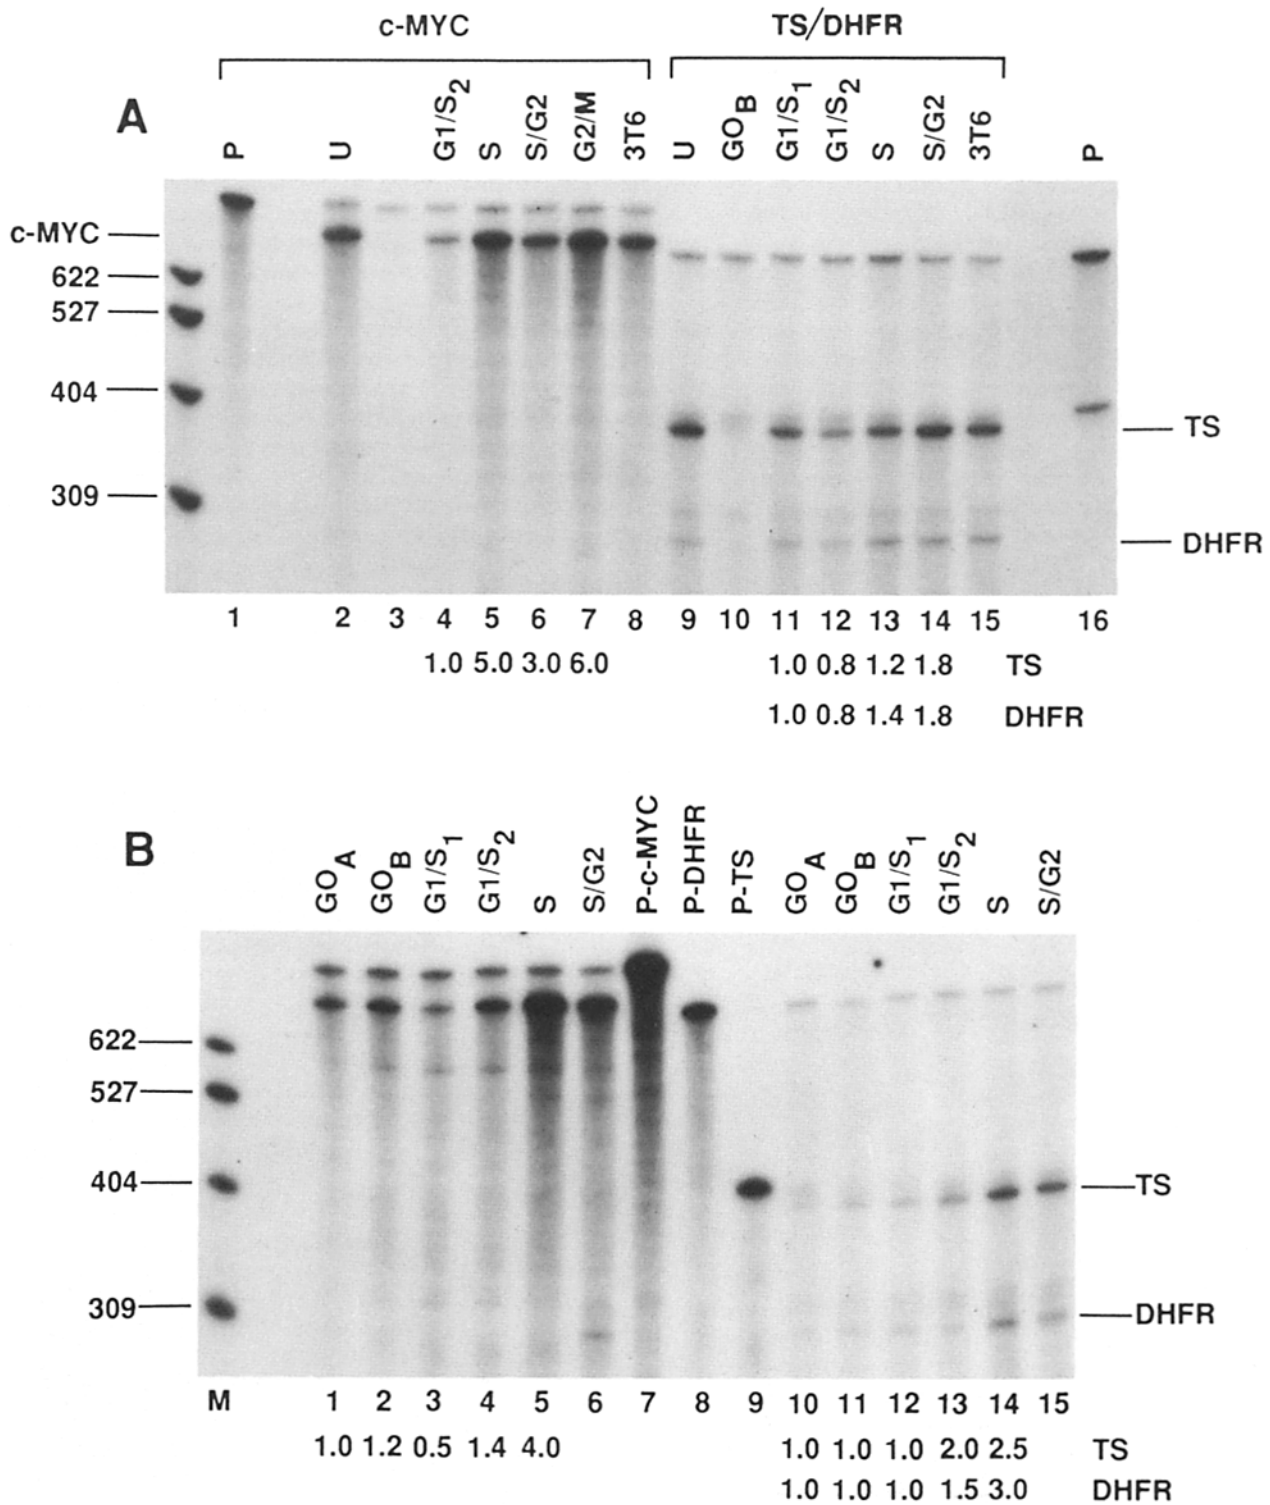 c-MYC TS/DHFR
A
P U G1/S2 S S/G2 G2/M 3T6 U GOB G1/S1 G1/S2 S S/G2 3T6 P
c-MYC
622
527
404
TS
309
DHFR
1 2 3 4 5 6 7 8 9 10 11 12 13 14 15 16
1.0 5.0 3.0 6.0 1.0 0.8 1.2 1.8 TS
1.0 0.8 1.4 1.8 DHFR
B
GOA GOB G1/S1 G1/S2 S S/G2 P-c-MYC P-DHFR P-TS GOA GOB G1/S1 G1/S2 S S/G2
622
527
404
TS
309
DHFR
M 1 2 3 4 5 6 7 8 9 10 11 12 13 14 15
1.0 1.2 0.5 1.4 4.0 1.0 1.0 1.0 2.0 2.5 TS
1.0 1.0 1.0 1.5 3.0 DHFR